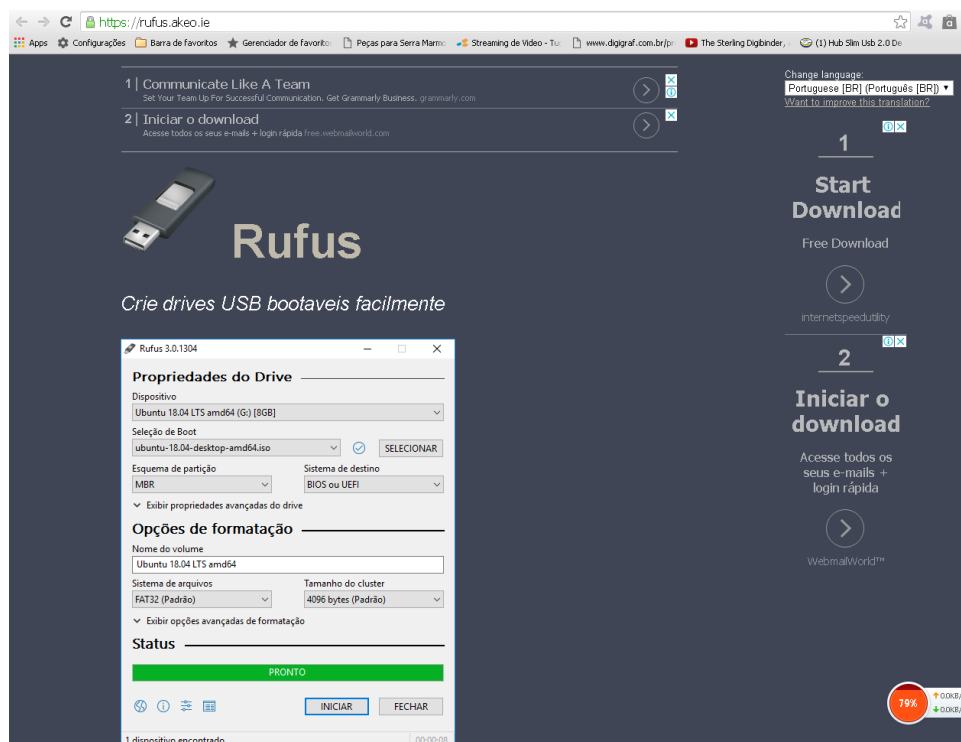 https://rufus.akeo.ie
Apps Configurações Barra de favoritos Gerenciador de favorito Peças para Serra Marmo Streaming de Video - Tu www.digigraf.com.br/pr The Sterling Digibinder, (1) Hub Slim Usb 2.0 De
1 | Communicate Like A Team
Set Your Team Up For Successful Communication. Get Grammarly Business. grammarly.com
2 | Iniciar o download
Acesse todos os seus e-mails + login rápida free.webmailworld.com
Change language:
Portuguese [BR] (Português [BR])
Want to improve this translation?
1
Start
Download
Free Download
internetspeedutility
2
Iniciar o
download
Acesse todos os
seus e-mails +
login rápida
WebmailWorld™
Rufus
Crie drives USB bootaveis facilmente
Rufus 3.0.1304
Propriedades do Drive
Dispositivo
Ubuntu 18.04 LTS amd64 (G:) [8GB]
Seleção de Boot
ubuntu-18.04-desktop-amd64.iso SELECIONAR
Esquema de partição Sistema de destino
MBR BIOS ou UEFI
Exibir propriedades avançadas do drive
Opções de formatação
Nome do volume
Ubuntu 18.04 LTS amd64
Sistema de arquivos Tamanho do cluster
FAT32 (Padrão) 4096 bytes (Padrão)
Exibir opções avançadas de formatação
Status
PRONTO
INICIAR FECHAR
1 dispositivo encontrado 00:00:08
79%
0.0KB/
0.0KB/